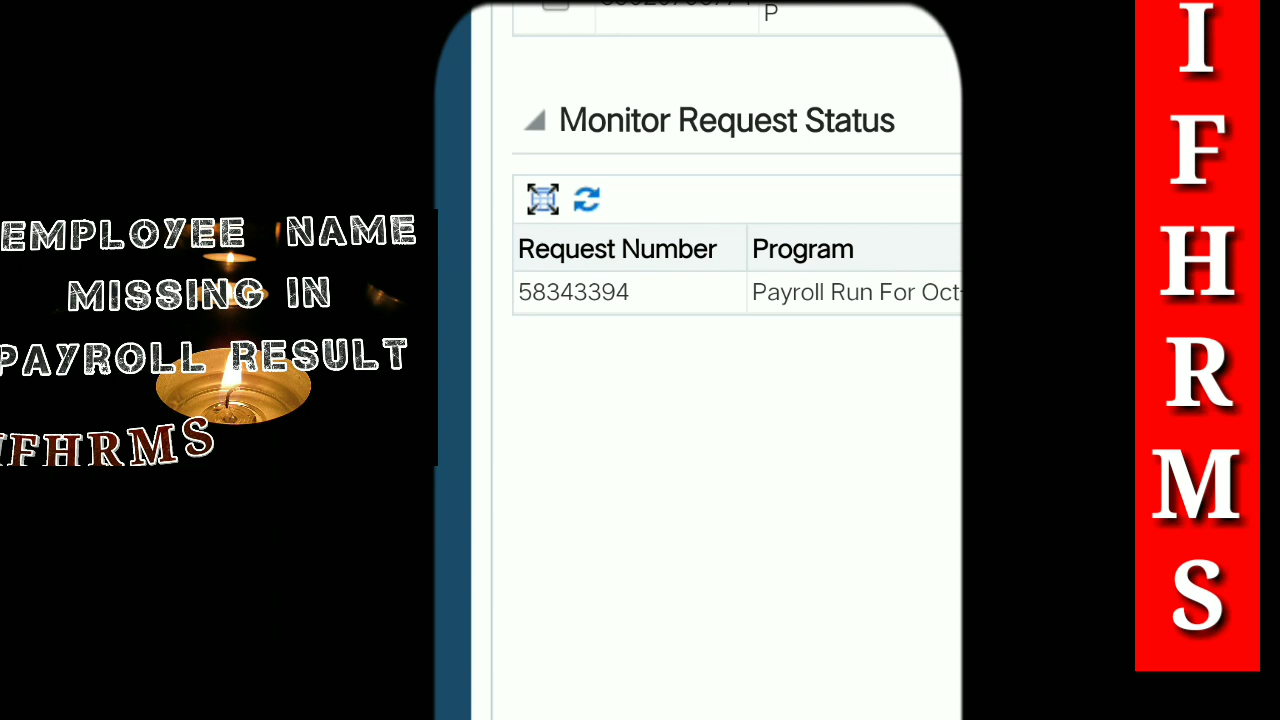 EMPLOYEE NAME
MISSING IN
PAYROLL RESULT
IFHRMS
P
Monitor Request Status
Request Number Program
58343394 Payroll Run For Oct-
I
F
H
R
M
S